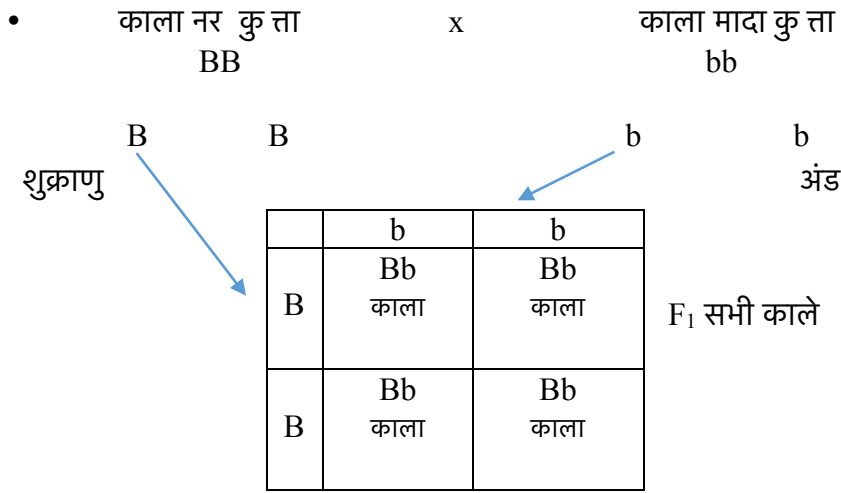 • काला नर कुत्ता x काला मादा कुत्ता
BB bb
B B b b
शुक्राणु अंड
b b
B Bb काला Bb काला
F₁ सभी काले
B Bb काला Bb काला